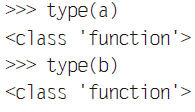 >>> type(a)
<class 'function'>
>>> type(b)
<class 'function'>